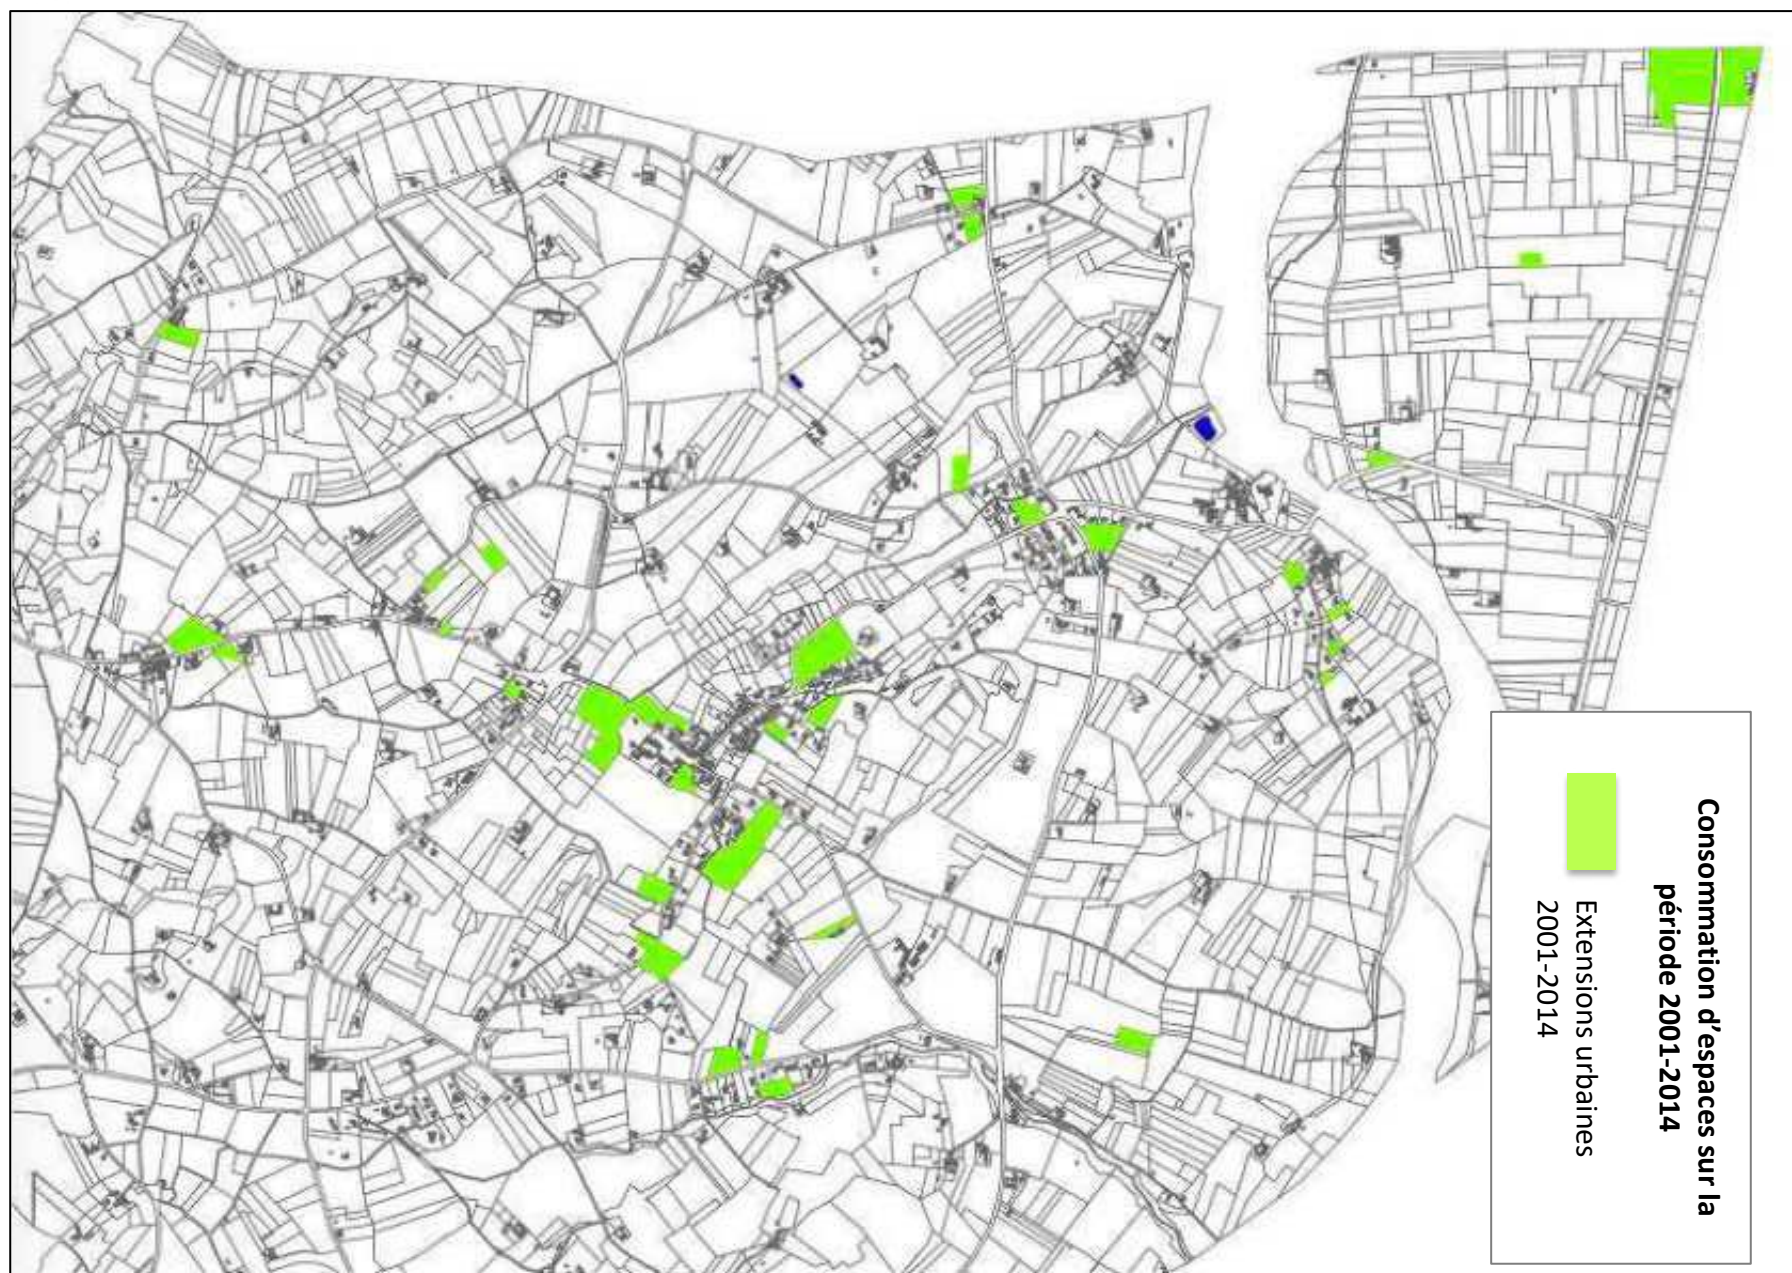 Consommation d'espaces sur la
période 2001-2014
Extensions urbaines
2001-2014